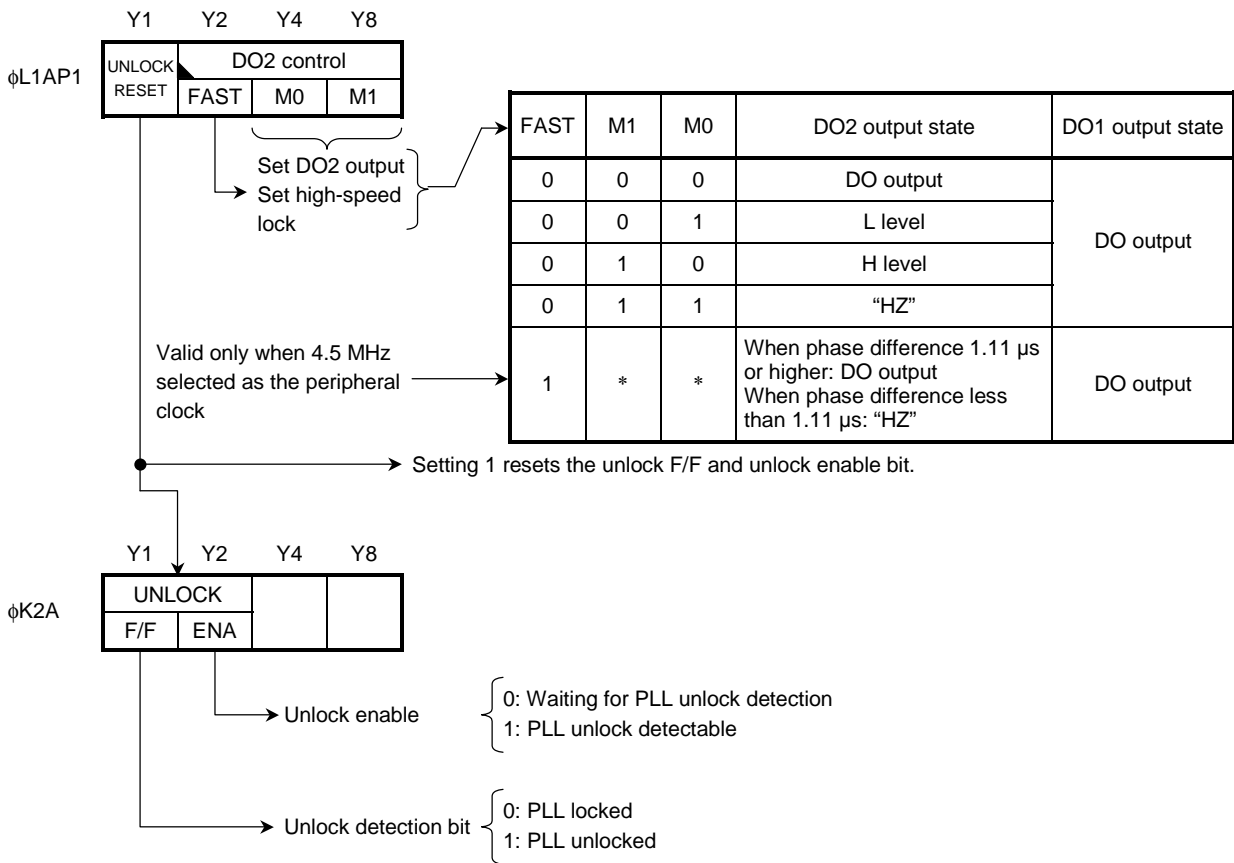 Y1 Y2 Y4 Y8
ϕL1AP1
UNLOCK
RESET
DO2 control
FAST M0 M1
Set DO2 output
Set high-speed
lock
FAST M1 M0 DO2 output state DO1 output state
0 0 0 DO output
0 0 1 L level
DO output
0 1 0 H level
0 1 1 “HZ”
Valid only when 4.5 MHz
selected as the peripheral
clock
1 * *
When phase difference 1.11 μs
or higher: DO output
When phase difference less
than 1.11 μs: “HZ”
DO output
Setting 1 resets the unlock F/F and unlock enable bit.
Y1 Y2 Y4 Y8
ϕK2A
UNLOCK
F/F ENA
Unlock enable
0: Waiting for PLL unlock detection
1: PLL unlock detectable
Unlock detection bit
0: PLL locked
1: PLL unlocked